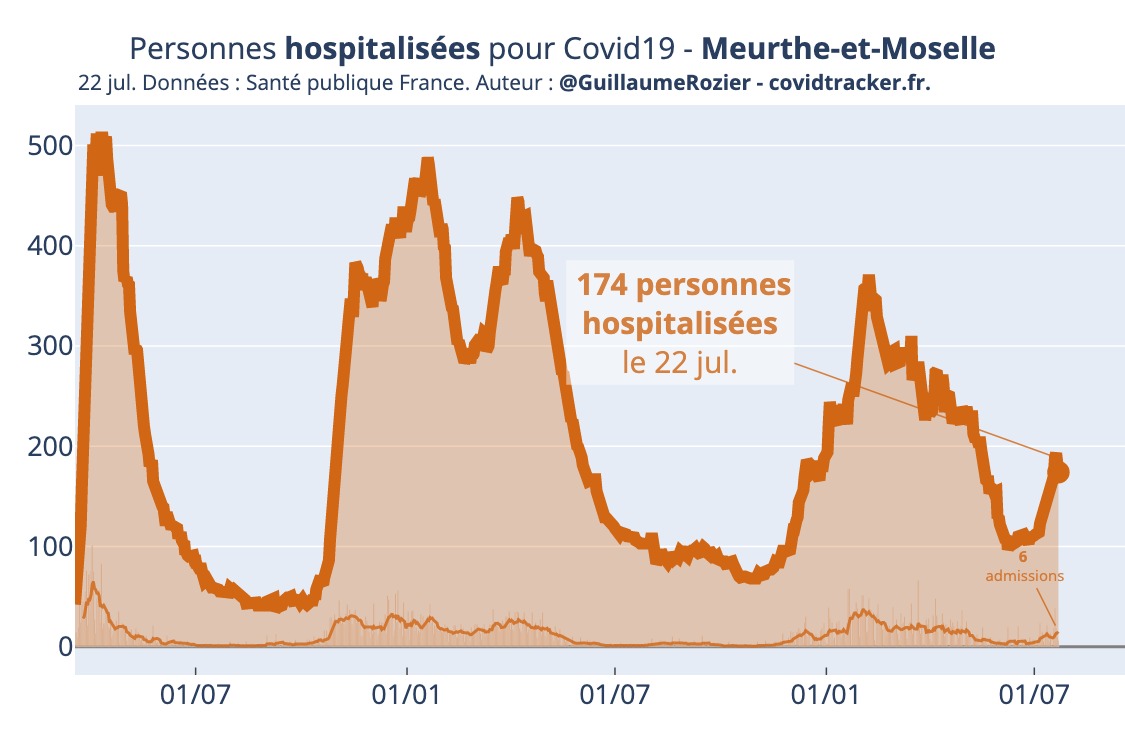 Personnes hospitalisées pour Covid19 - Meurthe-et-Moselle
22 jul. Données : Santé publique France. Auteur : @GuillaumeRozier - covidtracker.fr.
500
400
174 personnes
hospitalisées
300
le 22 jul.
200
100
6
admissions
0
01/07
01/01
01/07
01/01
01/07